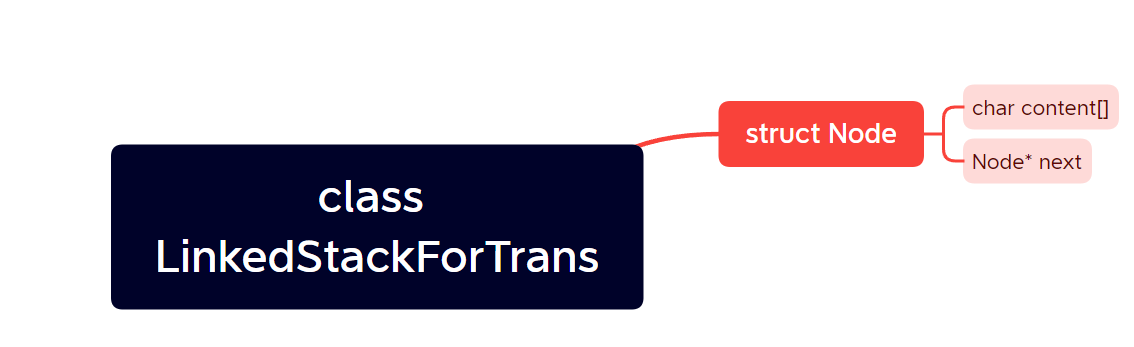 class
LinkedStackForTrans
struct Node
char content[]
Node* next